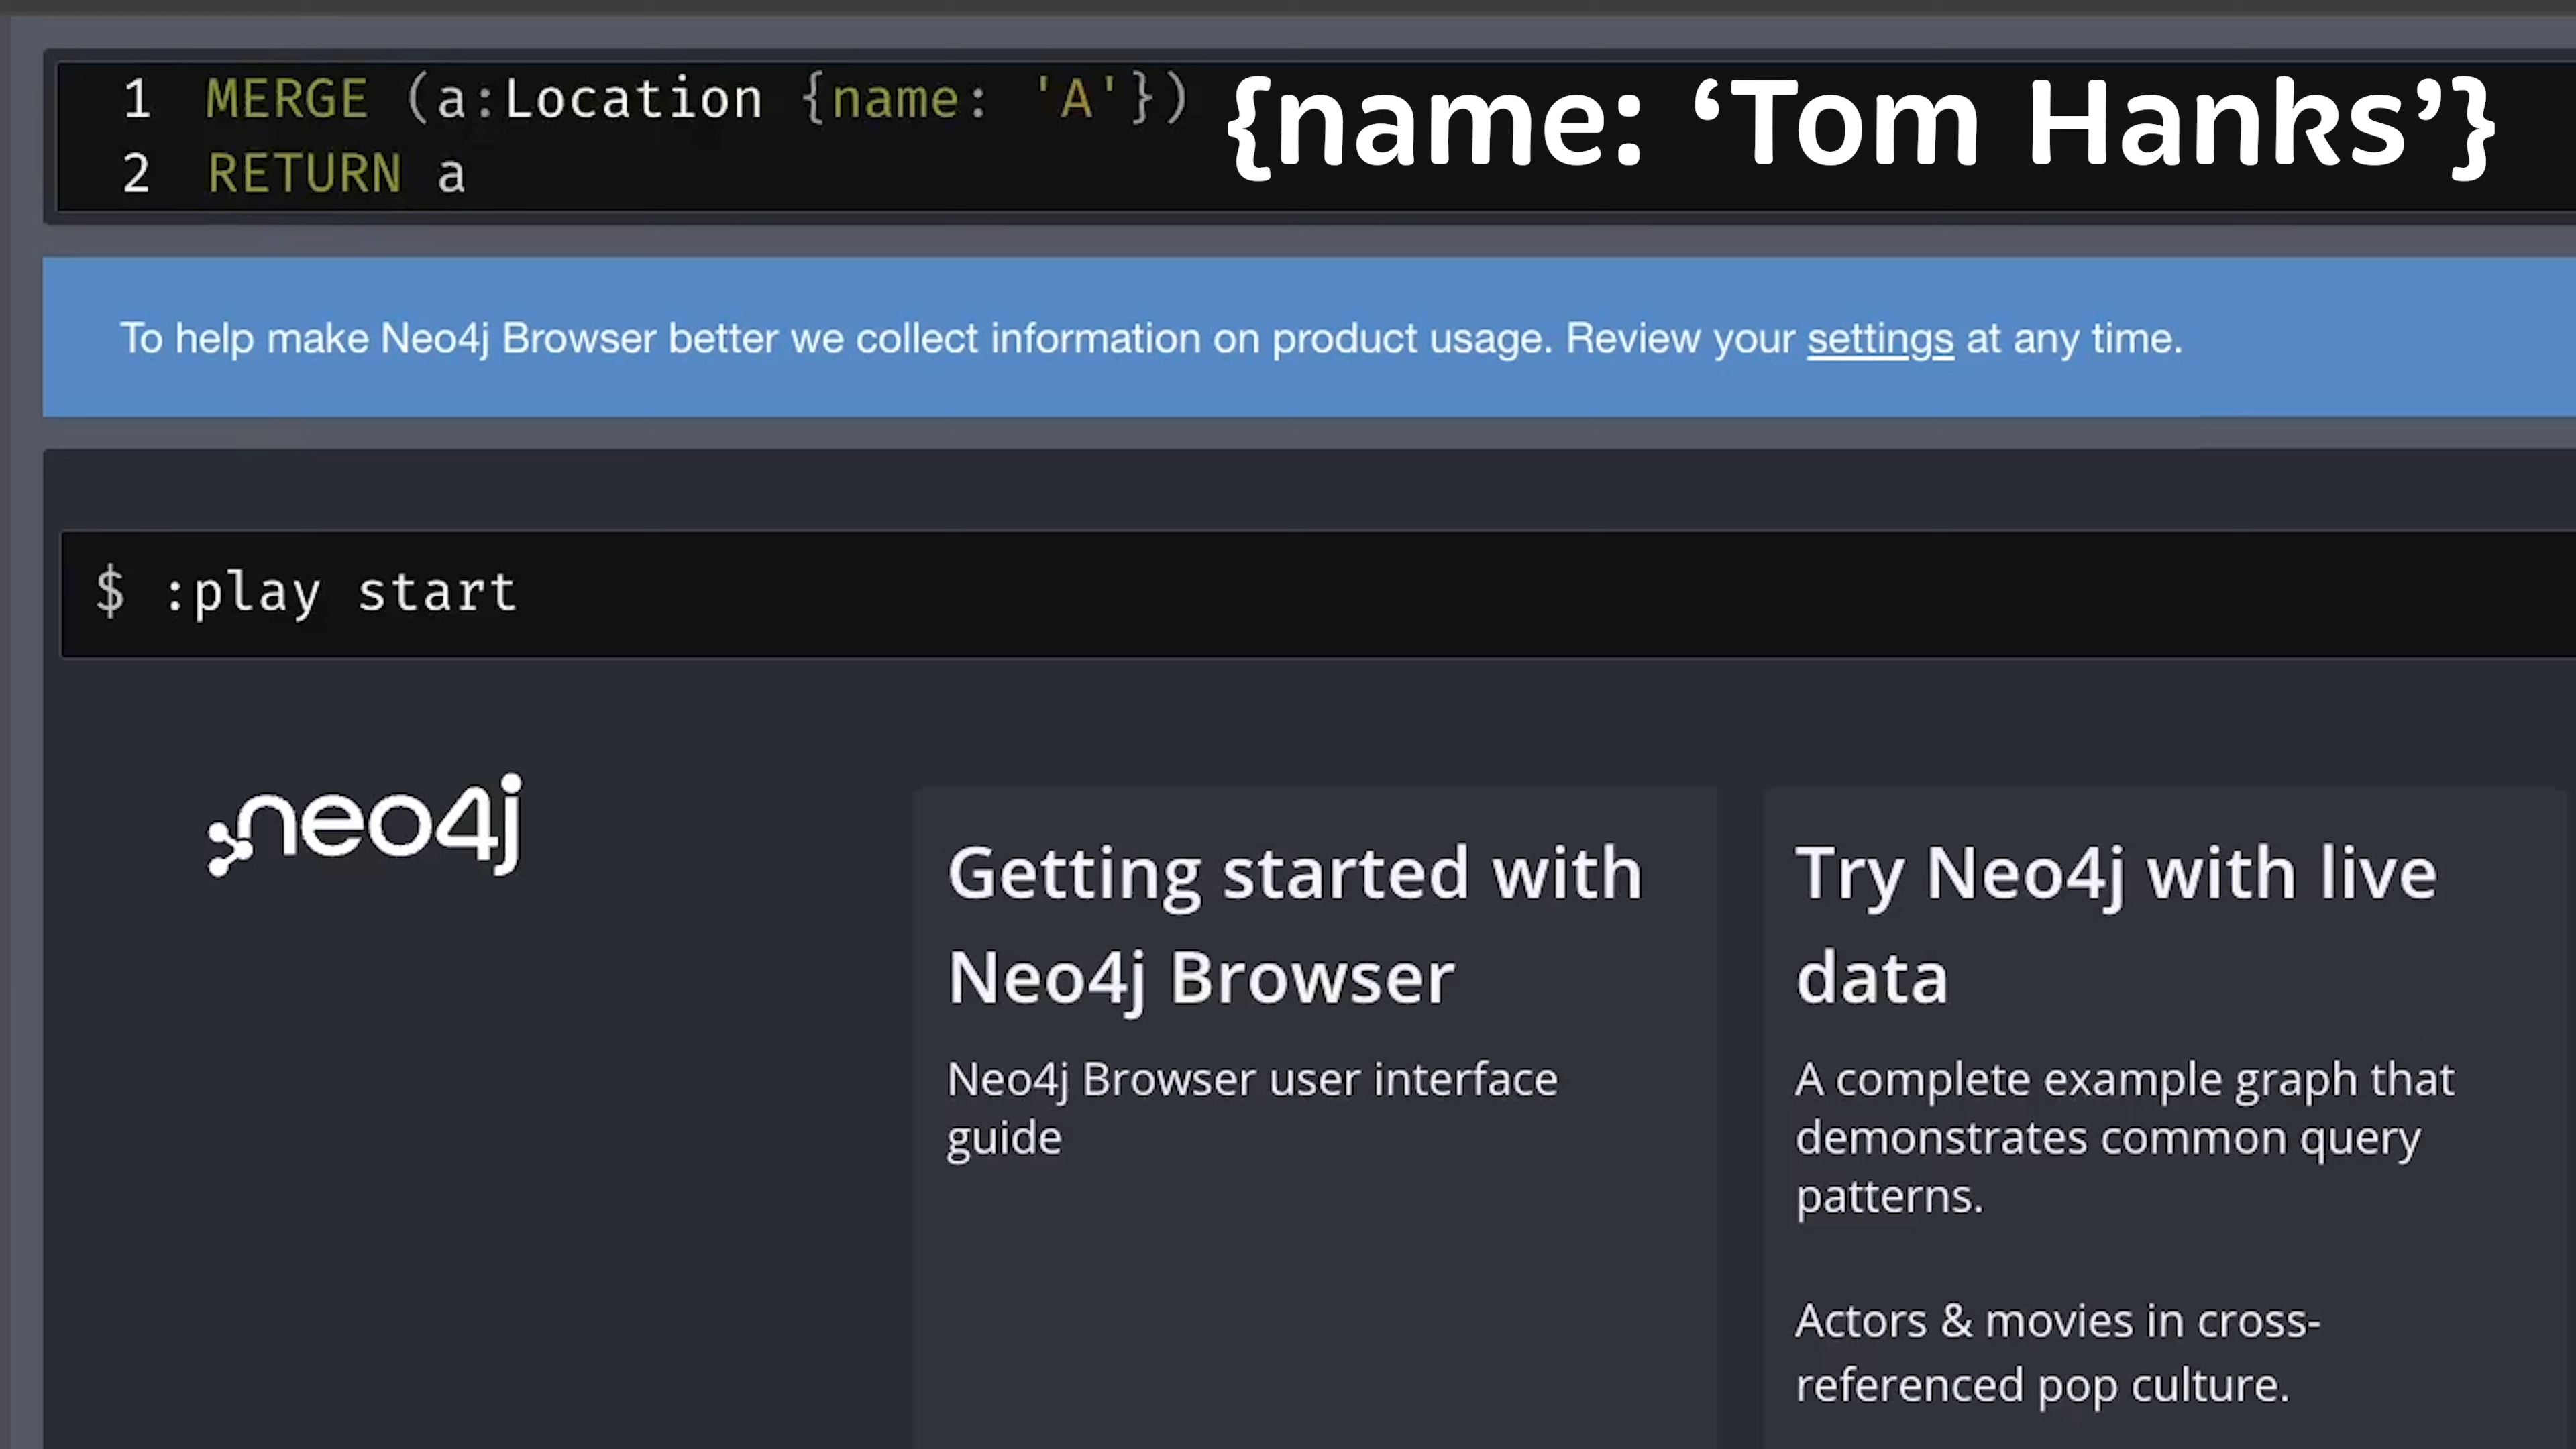 1 MERGE (a:Location {name: 'A'})
{name: ‘Tom Hanks’}
2 RETURN a
To help make Neo4j Browser better we collect information on product usage. Review your settings at any time.
$ :play start
neo4j
Getting started with
Neo4j Browser
Neo4j Browser user interface
guide
Try Neo4j with live
data
A complete example graph that
demonstrates common query
patterns.
Actors & movies in cross-
referenced pop culture.